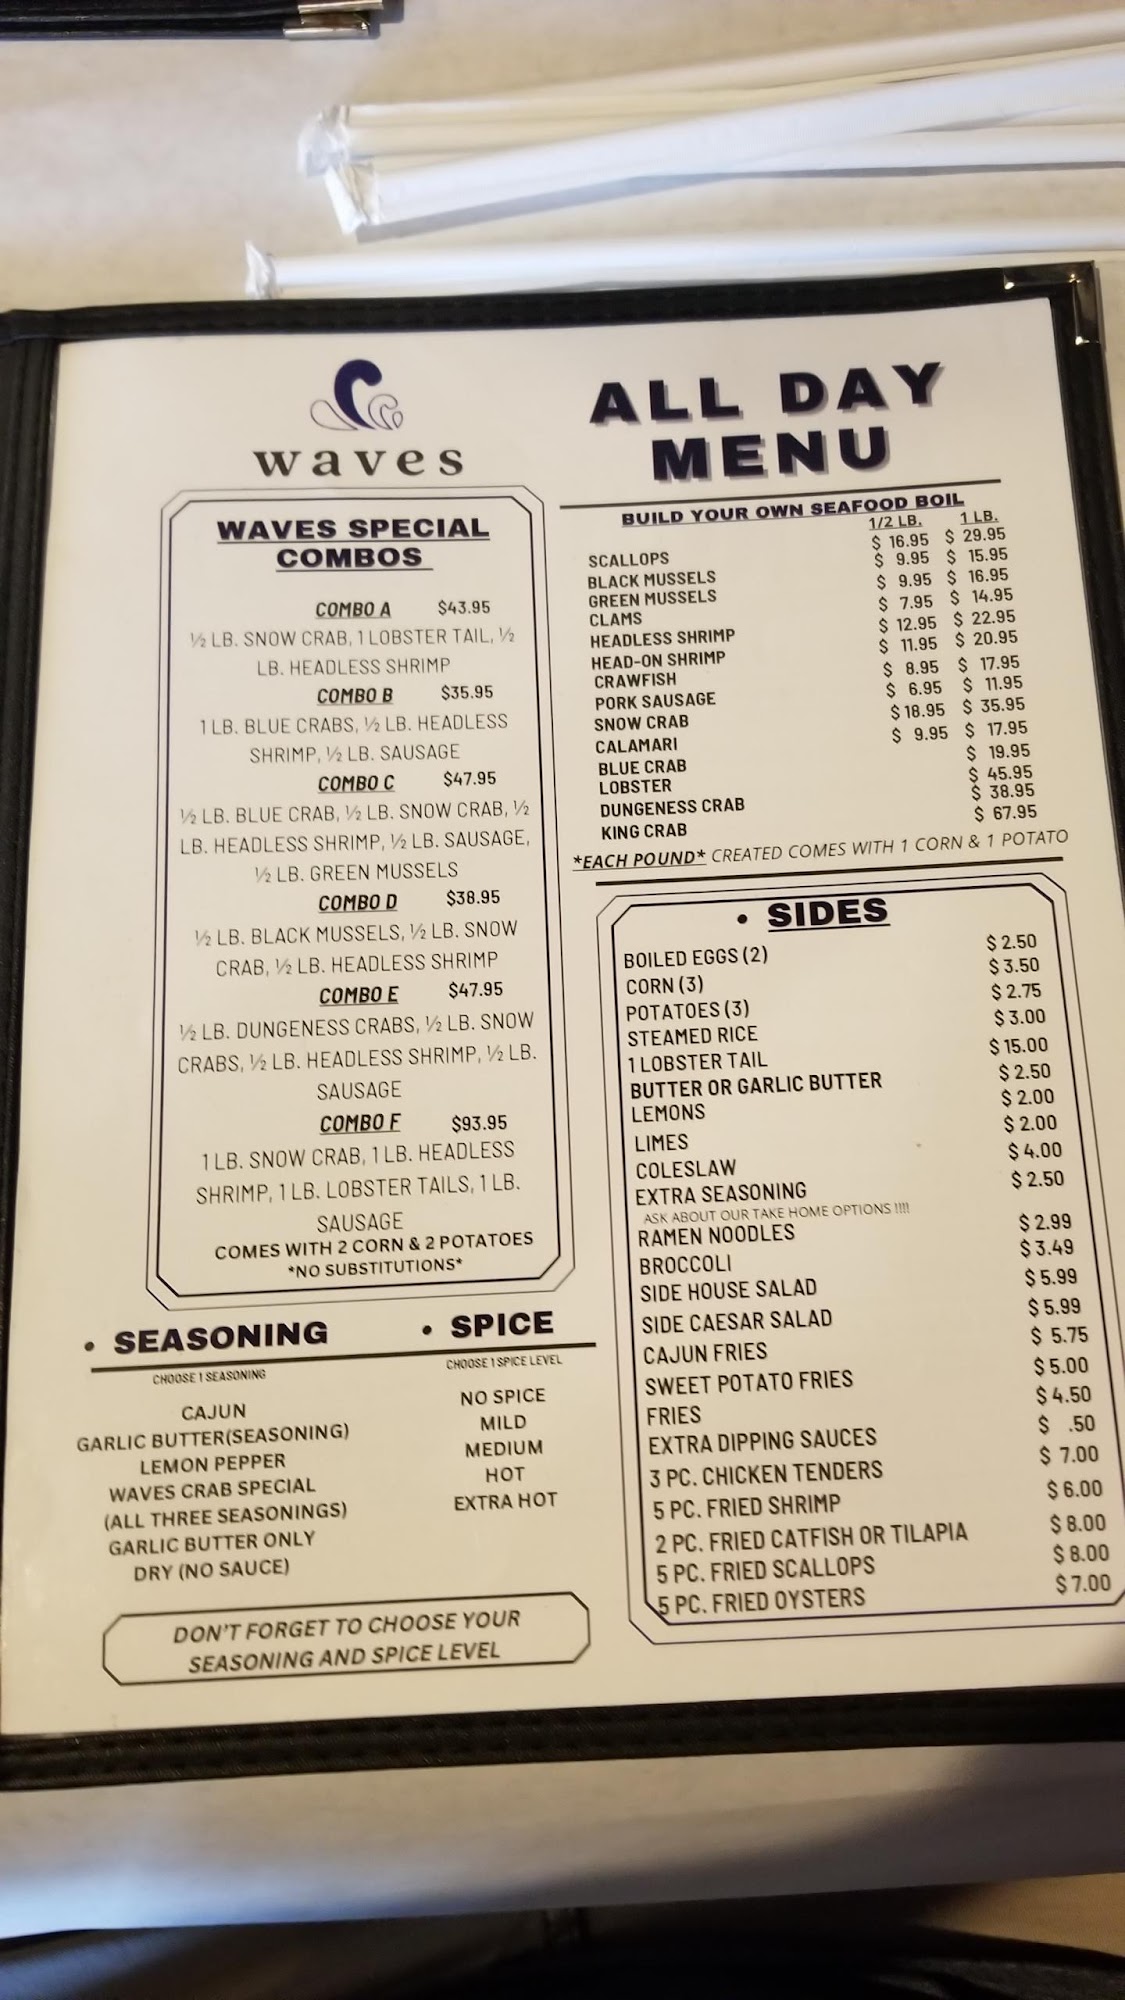 waves
WAVES SPECIAL
COMBOS
COMBO A $43.95
½ LB. SNOW CRAB, 1 LOBSTER TAIL, ½
LB. HEADLESS SHRIMP
COMBO B $35.95
1 LB. BLUE CRABS, ½ LB. HEADLESS
SHRIMP, ½ LB. SAUSAGE
COMBO C $47.95
½ LB. BLUE CRAB, ½ LB. SNOW CRAB, ½
LB. HEADLESS SHRIMP, ½ LB. SAUSAGE,
½ LB. GREEN MUSSELS
COMBO D $38.95
½ LB. BLACK MUSSELS, ½ LB. SNOW
CRAB, ½ LB. HEADLESS SHRIMP
COMBO E $47.95
½ LB. DUNGENESS CRABS, ½ LB. SNOW
CRABS, ½ LB. HEADLESS SHRIMP, ½ LB.
SAUSAGE
COMBO F $93.95
1 LB. SNOW CRAB, 1 LB. HEADLESS
SHRIMP, 1 LB. LOBSTER TAILS, 1 LB.
SAUSAGE
COMES WITH 2 CORN & 2 POTATOES
*NO SUBSTITUTIONS*
• SEASONING
CHOOSE 1 SEASONING
CAJUN
GARLIC BUTTER(SEASONING)
LEMON PEPPER
WAVES CRAB SPECIAL
(ALL THREE SEASONINGS)
GARLIC BUTTER ONLY
DRY (NO SAUCE)
• SPICE
CHOOSE 1 SPICE LEVEL
NO SPICE
MILD
MEDIUM
HOT
EXTRA HOT
DON'T FORGET TO CHOOSE YOUR
SEASONING AND SPICE LEVEL
ALL DAY
MENU
BUILD YOUR OWN SEAFOOD BOIL
1/2 LB. 1 LB.
SCALLOPS $ 16.95 $ 29.95
BLACK MUSSELS $ 9.95 $ 15.95
GREEN MUSSELS $ 9.95 $ 16.95
CLAMS $ 7.95 $ 14.95
HEADLESS SHRIMP $ 12.95 $ 22.95
HEAD-ON SHRIMP $ 11.95 $ 20.95
CRAWFISH $ 8.95 $ 17.95
PORK SAUSAGE $ 6.95 $ 11.95
SNOW CRAB $ 18.95 $ 35.95
CALAMARI $ 9.95 $ 17.95
BLUE CRAB $ 19.95
LOBSTER $ 45.95
DUNGENESS CRAB $ 38.95
KING CRAB $ 67.95
*EACH POUND* CREATED COMES WITH 1 CORN & 1 POTATO
• SIDES
BOILED EGGS (2) $ 2.50
CORN (3) $ 3.50
POTATOES (3) $ 2.75
STEAMED RICE $ 3.00
1 LOBSTER TAIL $ 15.00
BUTTER OR GARLIC BUTTER $ 2.50
LEMONS $ 2.00
LIMES $ 2.00
COLESLAW $ 4.00
EXTRA SEASONING $ 2.50
ASK ABOUT OUR TAKE HOME OPTIONS !!!!
RAMEN NOODLES $ 2.99
BROCCOLI $ 3.49
SIDE HOUSE SALAD $ 5.99
SIDE CAESAR SALAD $ 5.99
CAJUN FRIES $ 5.75
SWEET POTATO FRIES $ 5.00
FRIES $ 4.50
EXTRA DIPPING SAUCES $ .50
3 PC. CHICKEN TENDERS $ 7.00
5 PC. FRIED SHRIMP $ 6.00
2 PC. FRIED CATFISH OR TILAPIA $ 8.00
5 PC. FRIED SCALLOPS $ 8.00
5 PC. FRIED OYSTERS $ 7.00